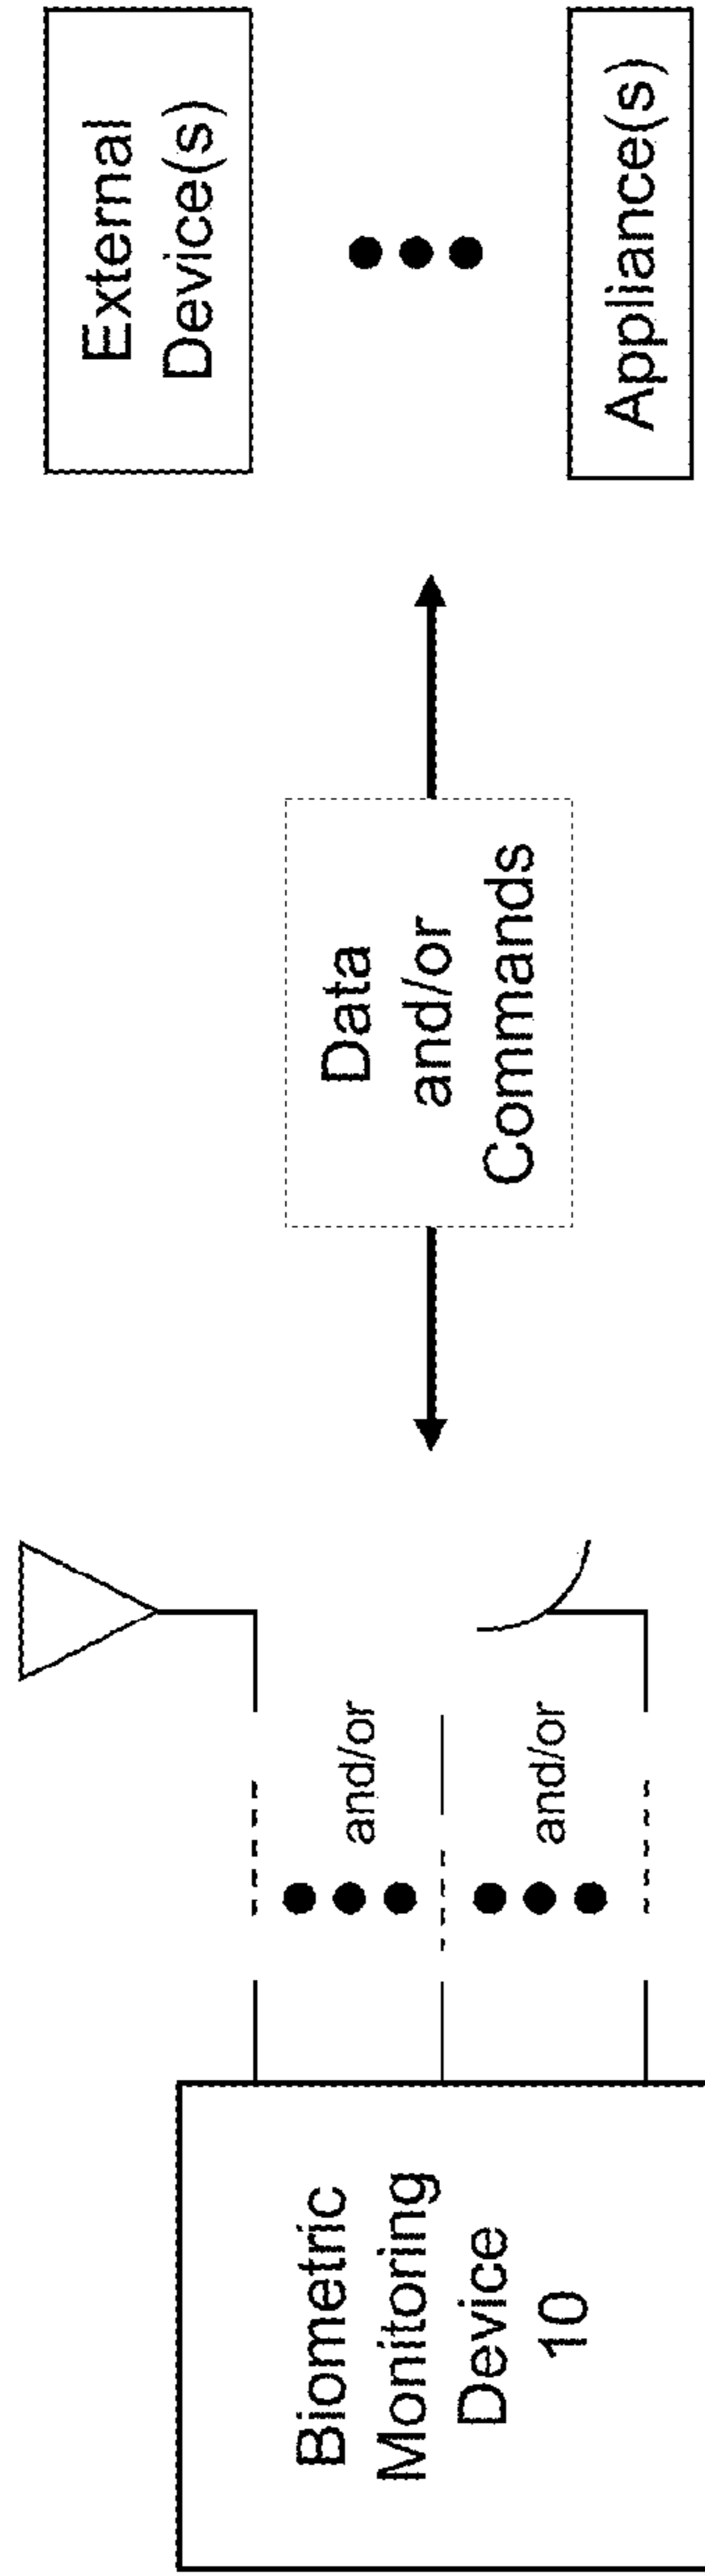 Biometric
Monitoring
Device
10
and/or
and/or
Data
and/or
Commands
External
Device(s)
Appliance(s)